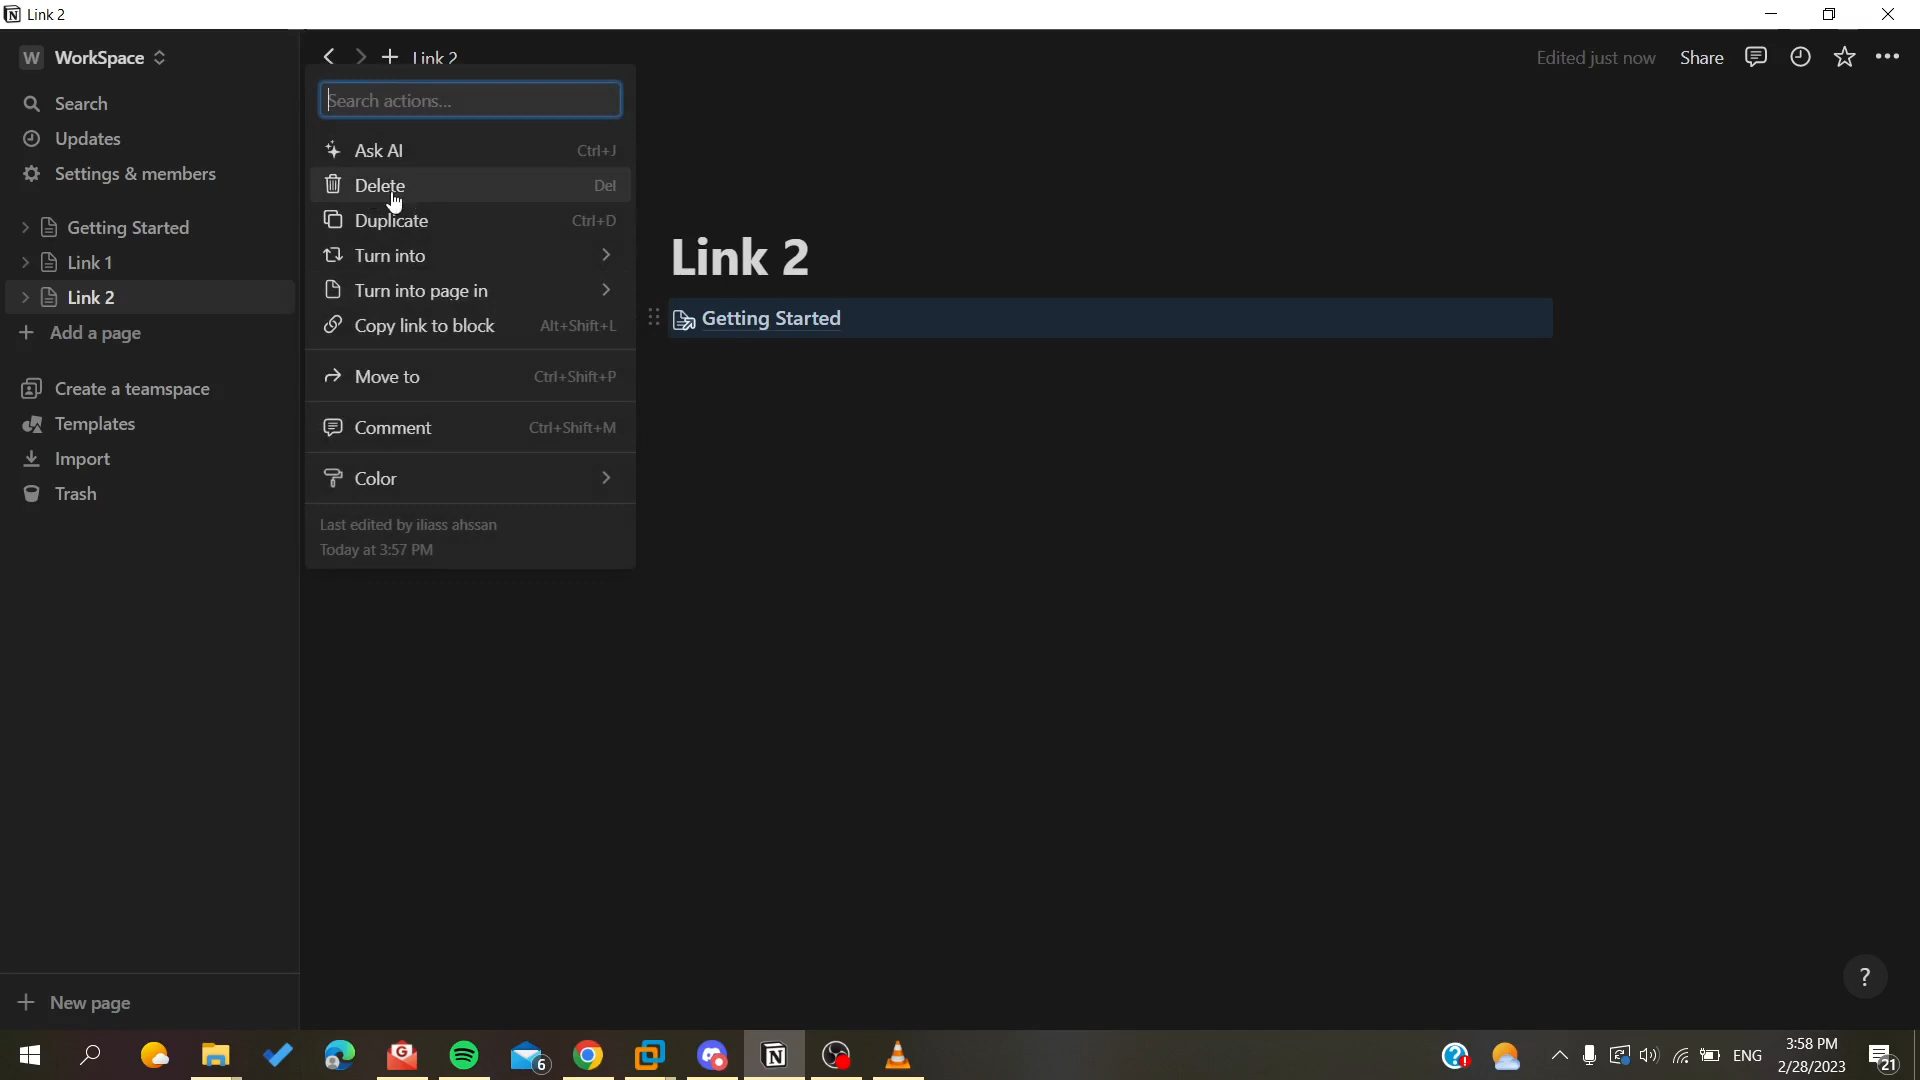 Link 2
W WorkSpace
Search
Updates
Settings & members
Getting Started
Link 1
Link 2
Add a page
Create a teamspace
Templates
Import
Trash
New page
Link 2
Edited just now
Share
Search actions...
Ask AI Ctrl+J
Delete Del
Duplicate Ctrl+D
Turn into
Turn into page in
Copy link to block Alt+Shift+L
Move to Ctrl+Shift+P
Comment Ctrl+Shift+M
Color
Last edited by iliass ahssan
Today at 3:57 PM
Link 2
Getting Started
?
6
ENG
3:58 PM
2/28/2023
21